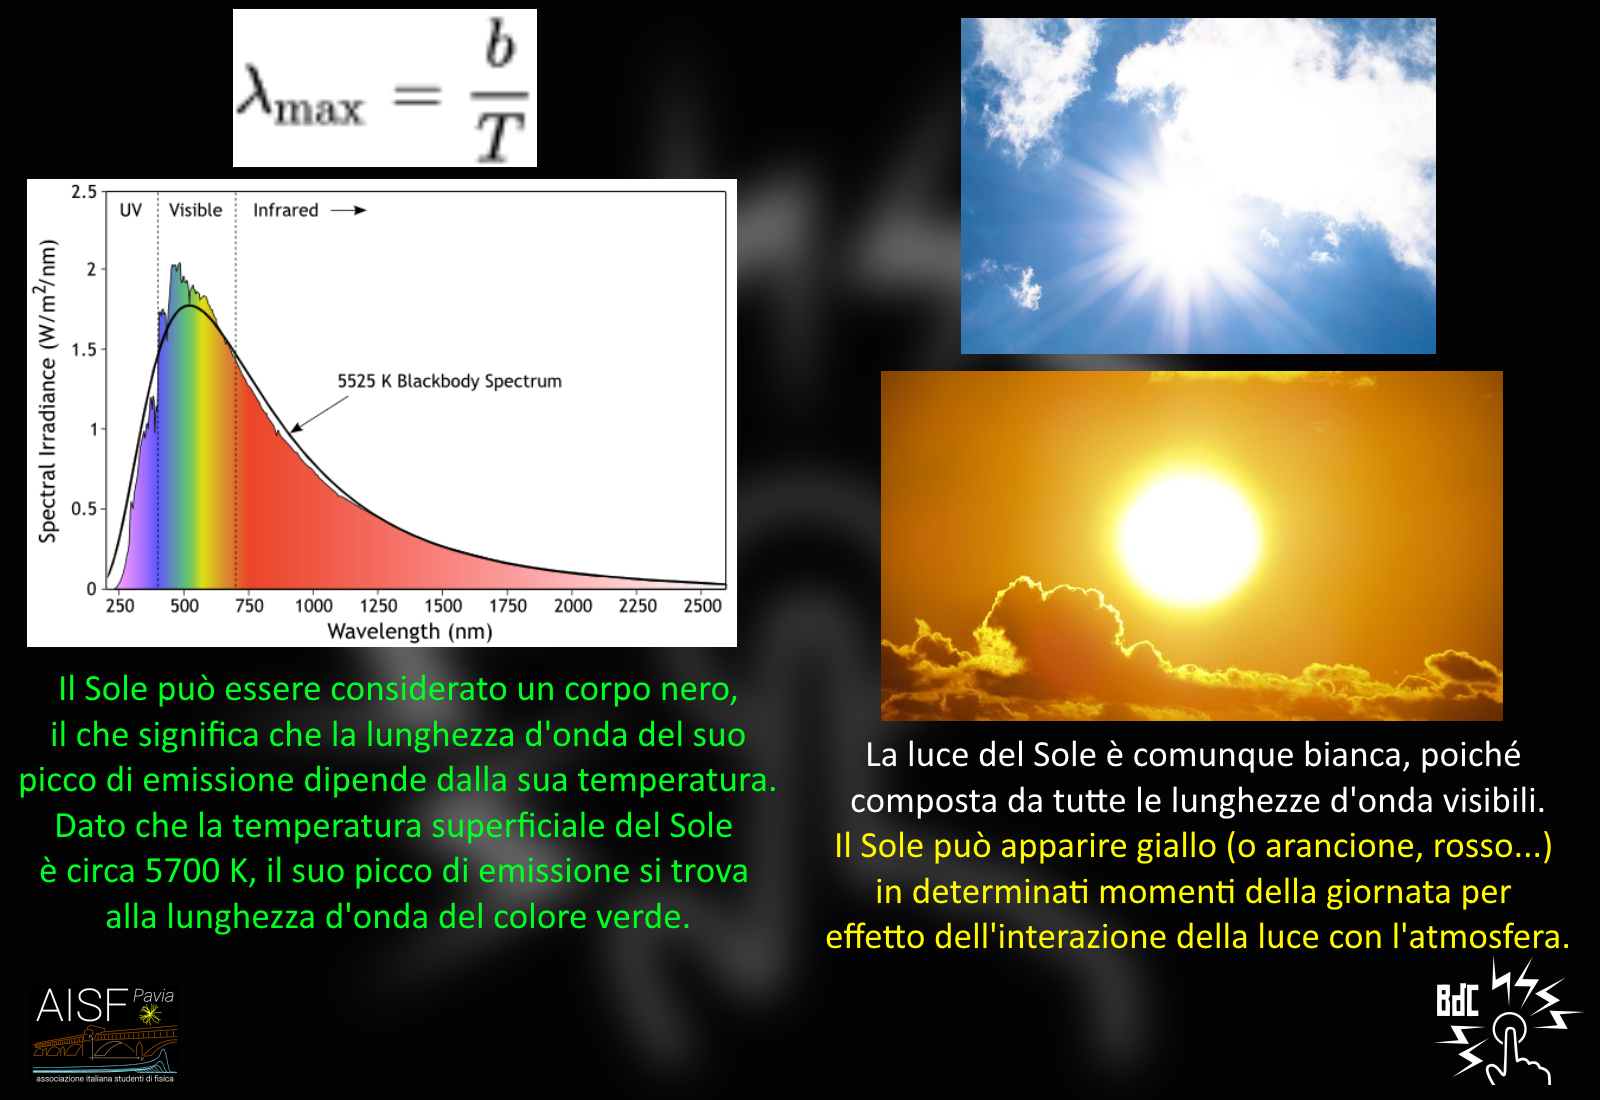 λmax = b/T
2.5
2
1.5
1
0.5
0
Spectral Irradiance (W/m²/nm)
UV
Visible
Infrared
5525 K Blackbody Spectrum
250 500 750 1000 1250 1500 1750 2000 2250 2500
Wavelength (nm)
Il Sole può essere considerato un corpo nero,
il che significa che la lunghezza d'onda del suo
picco di emissione dipende dalla sua temperatura.
Dato che la temperatura superficiale del Sole
è circa 5700 K, il suo picco di emissione si trova
alla lunghezza d'onda del colore verde.
La luce del Sole è comunque bianca, poiché
composta da tutte le lunghezze d'onda visibili.
Il Sole può apparire giallo (o arancione, rosso...)
in determinati momenti della giornata per
effetto dell'interazione della luce con l'atmosfera.
AISF Pavia
associazione italiana studenti di fisica
BdC